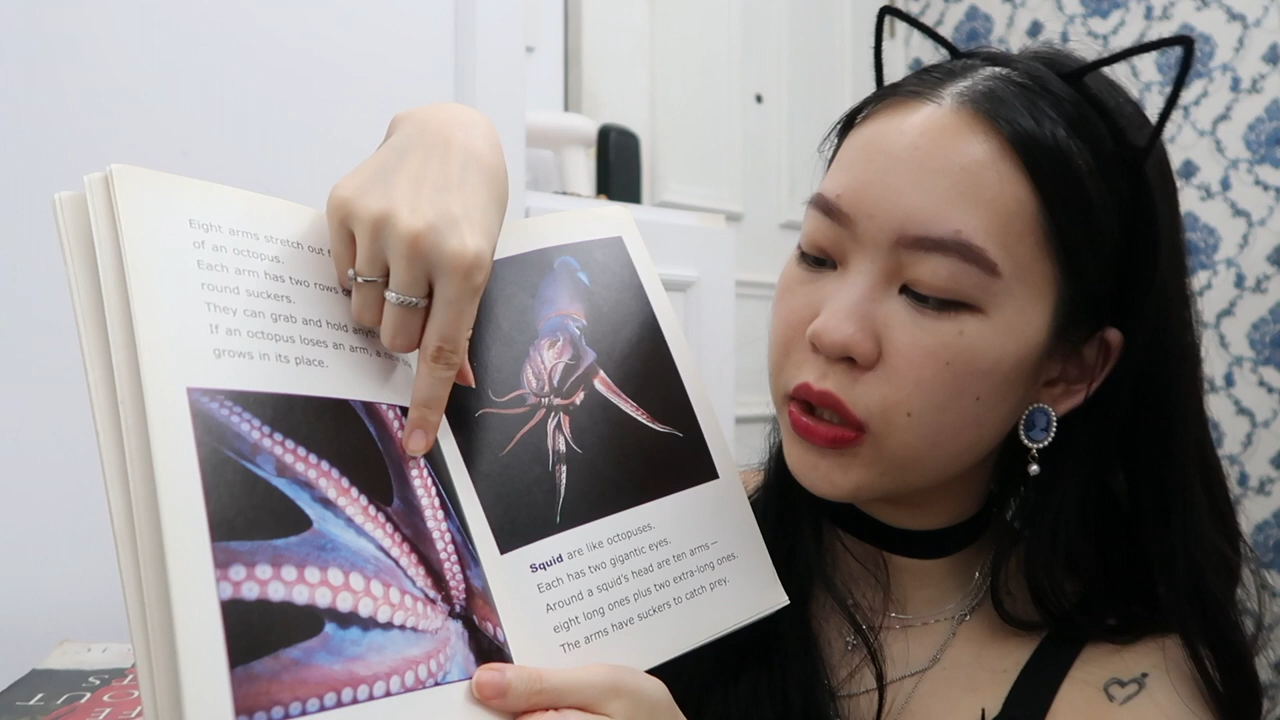 Eight arms stretch out
of an octopus.
Each arm has two rows
round suckers.
They can grab and hold
If an octopus loses an arm, a
grows in its place.
Squid are like octopuses.
Each has two gigantic eyes.
Around a squid's head are ten arms—
eight long ones plus two extra-long ones.
The arms have suckers to catch prey.